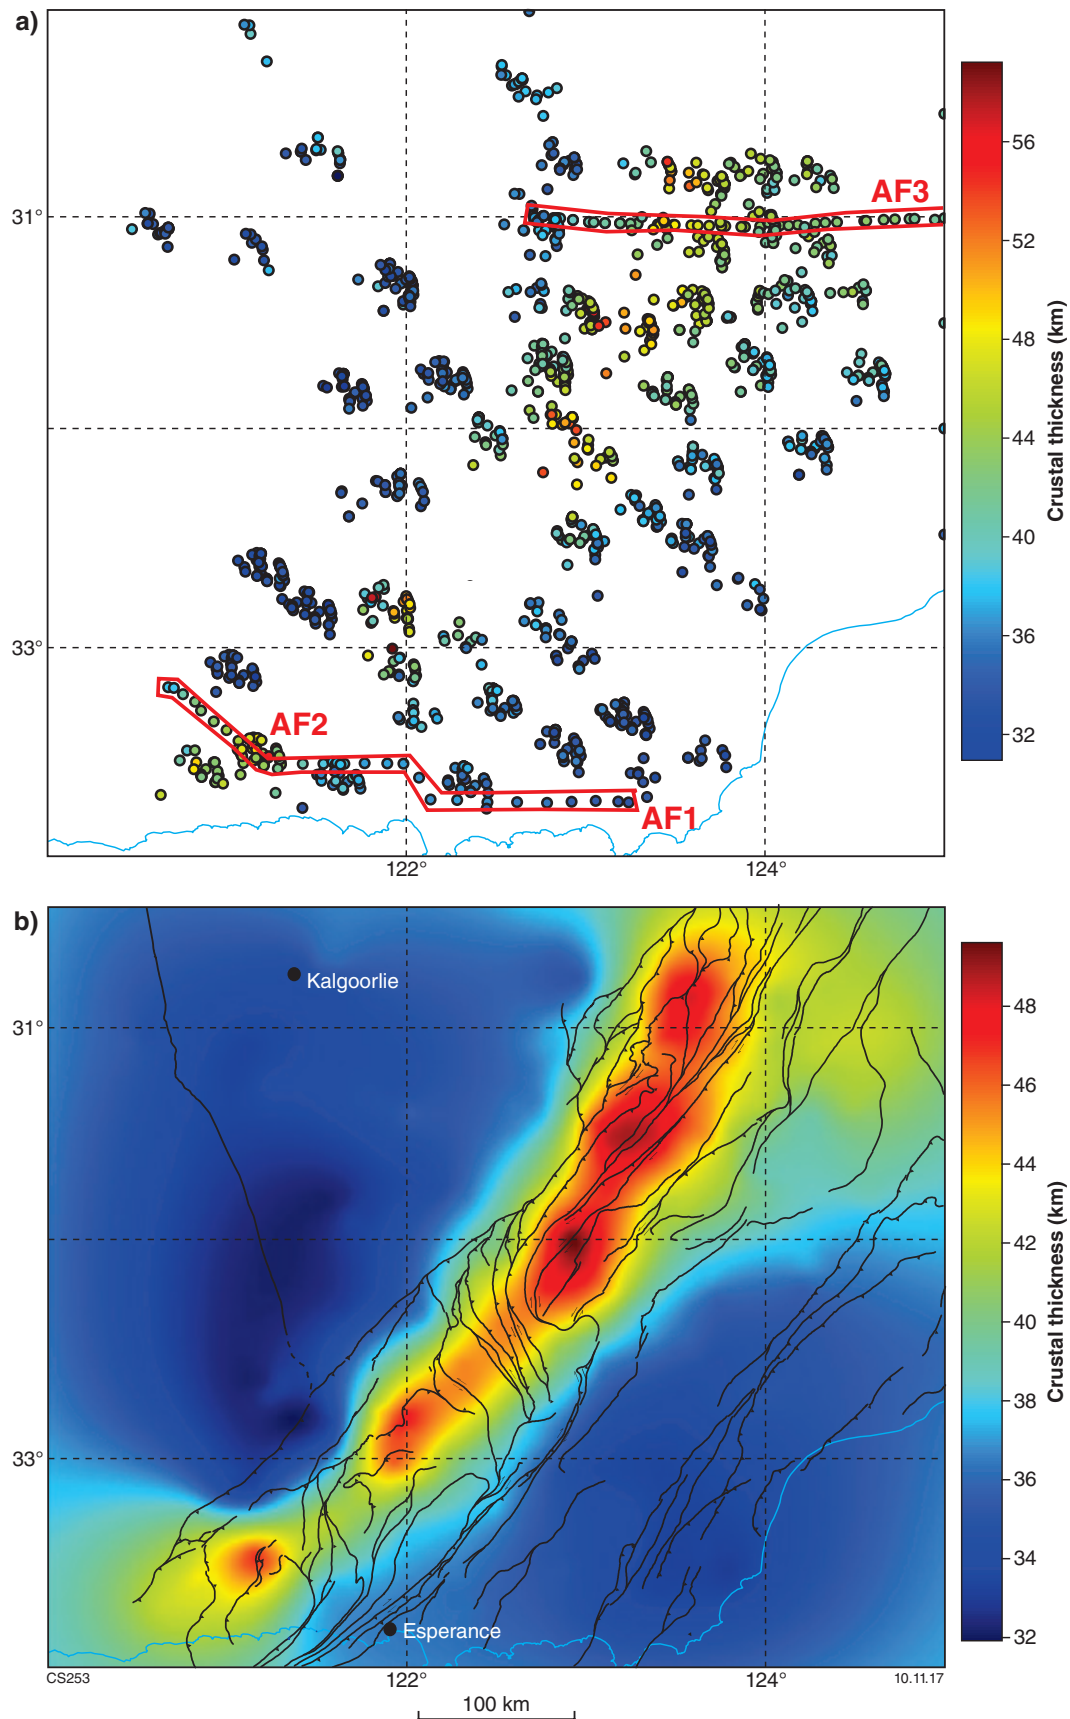 a)
AF3
31°
56
52
48
44
40
36
32
Crustal thickness (km)
33°
AF2
AF1
122°
124°
b)
Kalgoorlie
31°
48
46
44
42
40
38
36
34
32
Crustal thickness (km)
33°
Esperance
CS253
122°
124°
10.11.17
100 km